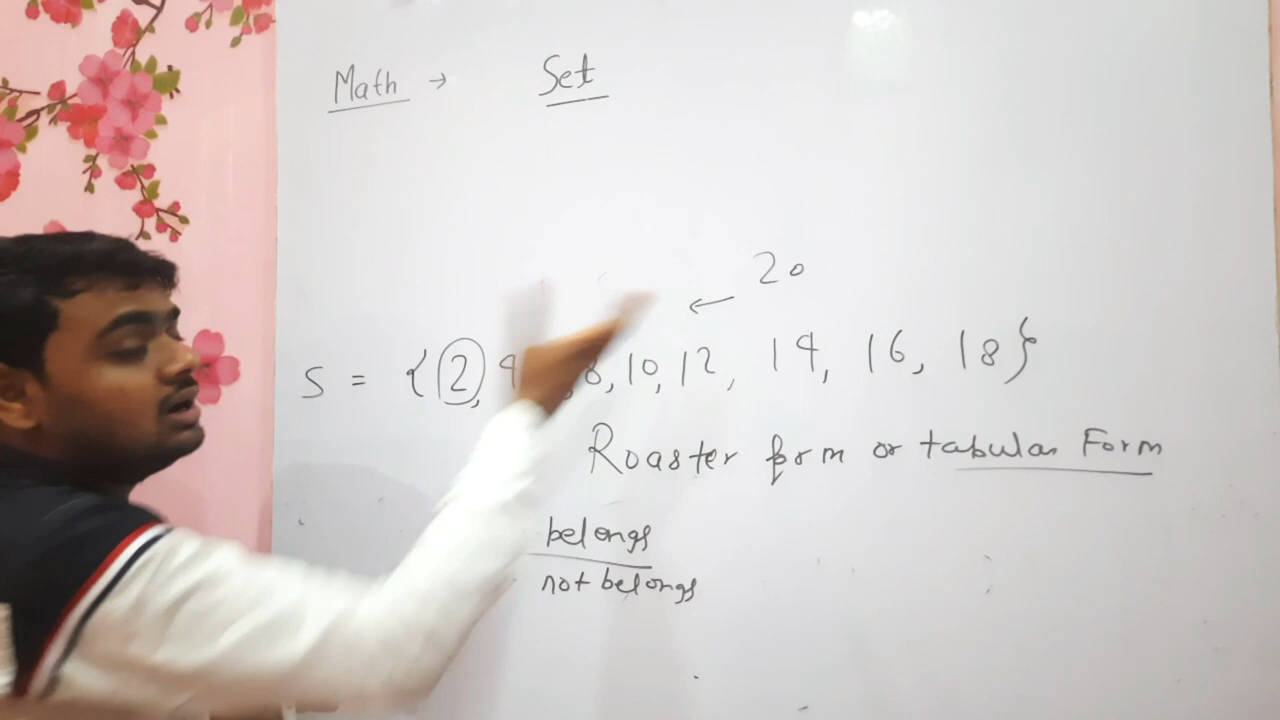 Math → Set
← 20
S = {2, 4 8, 10, 12, 14, 16, 18}
Roaster form or tabular Form
belongs
not belongs